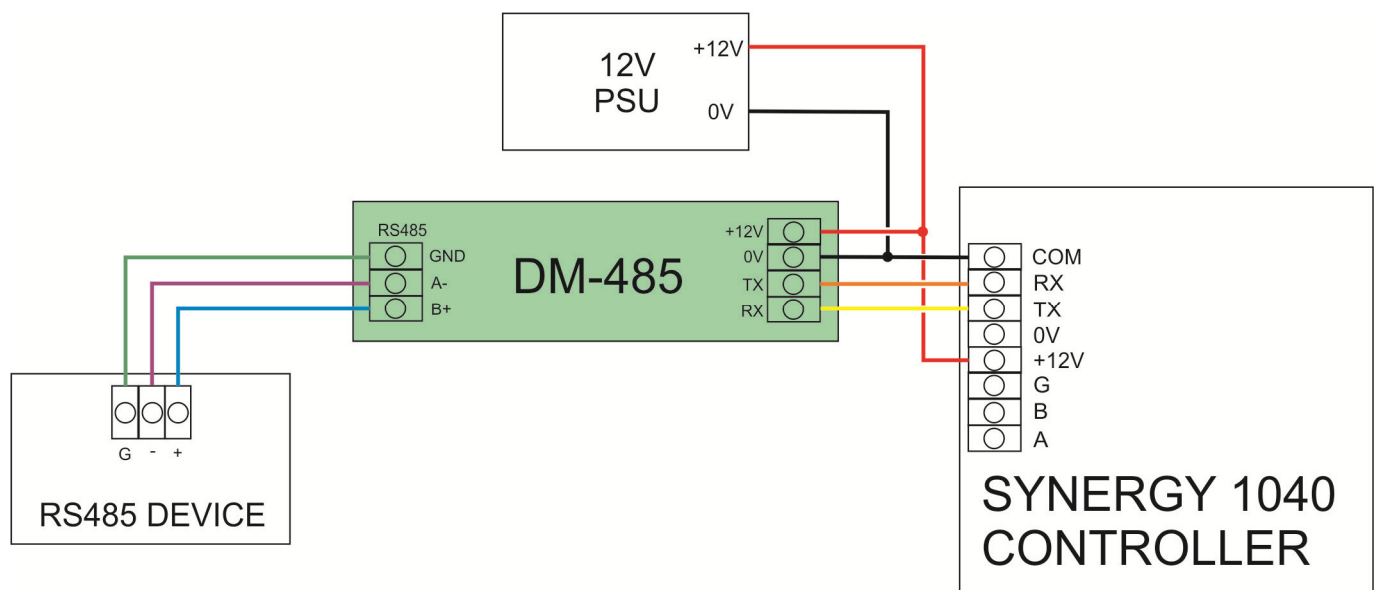 +12V
12V
PSU
0V
RS485
GND
A-
B+
DM-485
+12V
0V
TX
RX
COM
RX
TX
0V
+12V
G
B
A
G - +
RS485 DEVICE
SYNERGY 1040
CONTROLLER